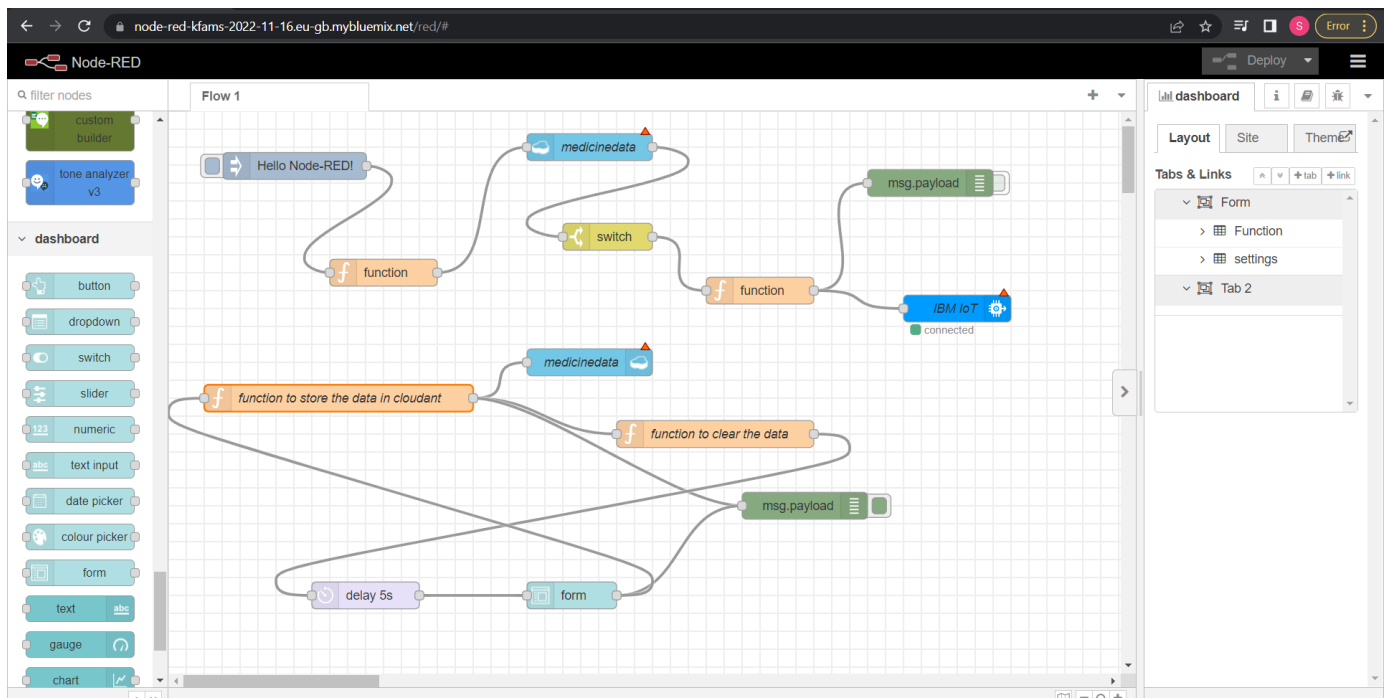 node-red-kfams-2022-11-16.eu-gb.mybluemix.net/red/#
S
Error
Node-RED
Deploy
filter nodes
custom
builder
tone analyzer
v3
dashboard
button
dropdown
switch
slider
123
numeric
abc
text input
date picker
colour picker
form
text
abc
gauge
chart
Flow 1
Hello Node-RED!
function
medicinedata
switch
function
msg.payload
IBM IoT
connected
medicinedata
function to store the data in cloudant
function to clear the data
msg.payload
delay 5s
form
dashboard
i
Layout
Site
Theme
Tabs & Links
+ tab
+ link
Form
Function
settings
Tab 2